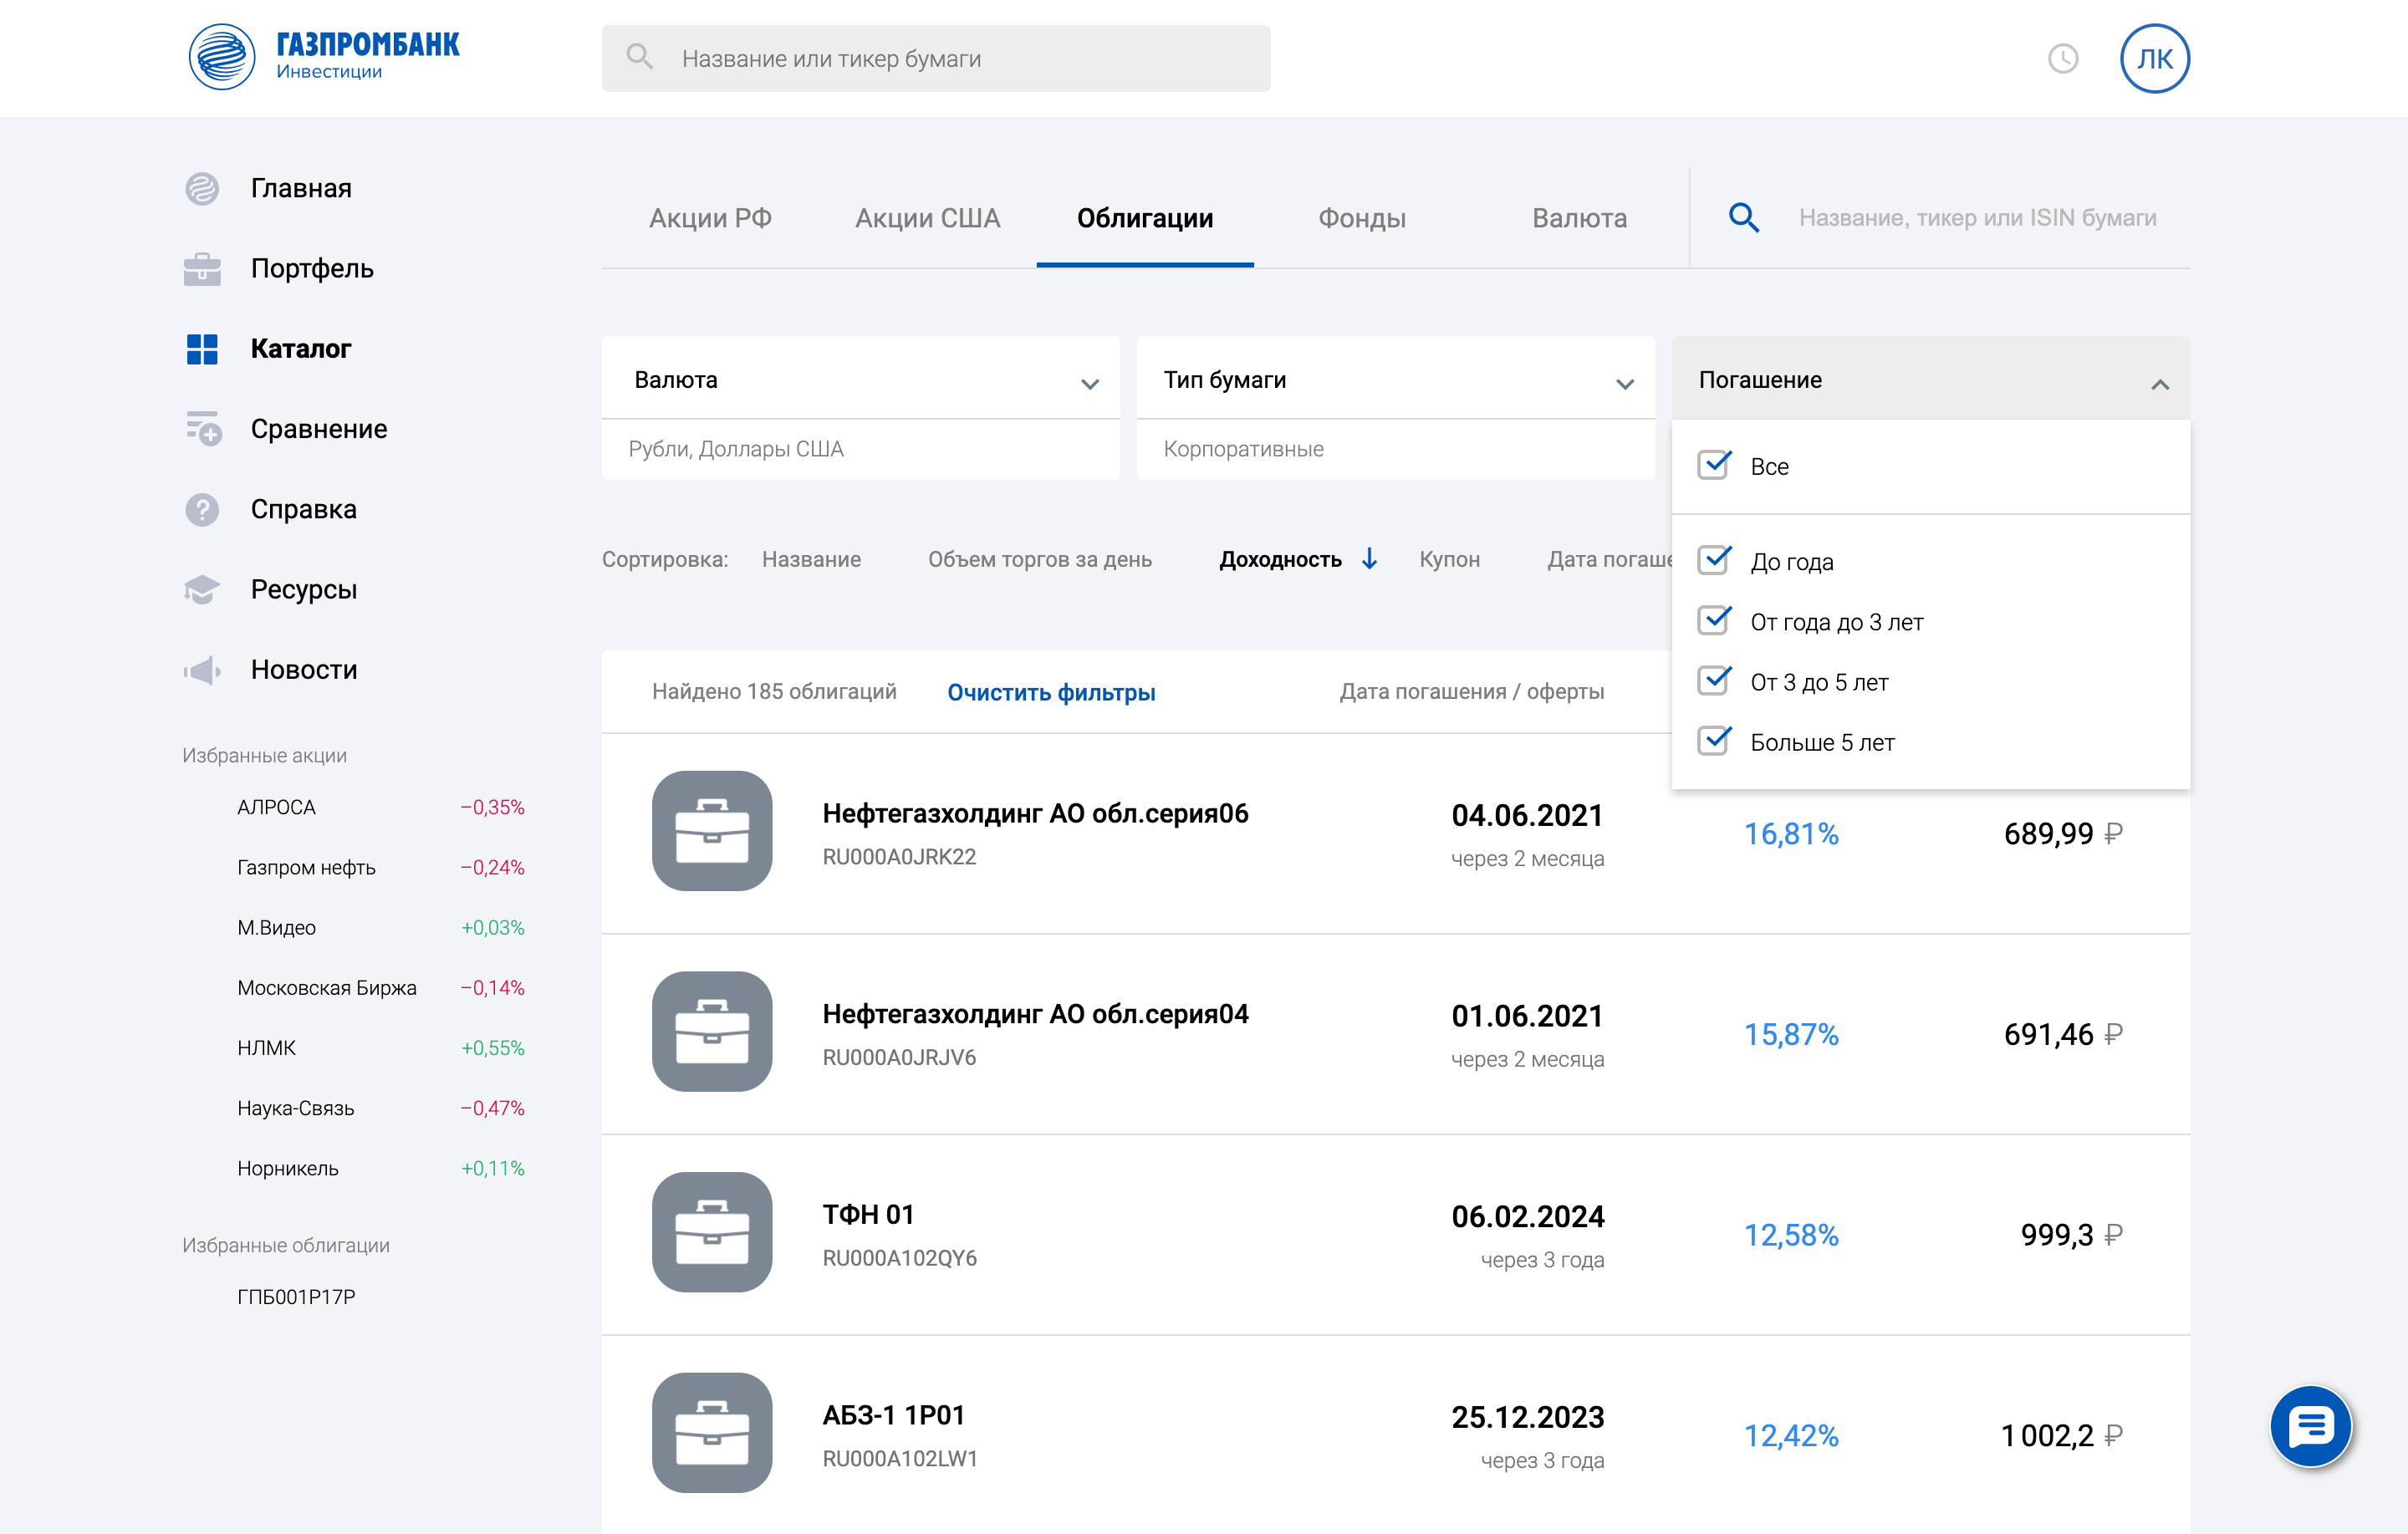 ГАЗПРОМБАНК
Инвестиции
Название или тикер бумаги
ЛК
Главная
Портфель
Каталог
Сравнение
Справка
Ресурсы
Новости
Избранные акции
АЛРОСА −0,35%
Газпром нефть −0,24%
М.Видео +0,03%
Московская Биржа −0,14%
НЛМК +0,55%
Наука-Связь −0,47%
Норникель +0,11%
Избранные облигации
ГПБ001P17P
Акции РФ Акции США Облигации Фонды Валюта Название, тикер или ISIN бумаги
Валюта
Рубли, Доллары США
Тип бумаги
Корпоративные
Погашение
Все
До года
От года до 3 лет
От 3 до 5 лет
Больше 5 лет
Сортировка: Название Объем торгов за день Доходность Купон Дата погаше
Найдено 185 облигаций Очистить фильтры Дата погашения / оферты
Нефтегазхолдинг АО обл.серия06
RU000A0JRK22
04.06.2021
через 2 месяца
16,81%
689,99 ₽
Нефтегазхолдинг АО обл.серия04
RU000A0JRJV6
01.06.2021
через 2 месяца
15,87%
691,46 ₽
ТФН 01
RU000A102QY6
06.02.2024
через 3 года
12,58%
999,3 ₽
АБЗ-1 1Р01
RU000A102LW1
25.12.2023
через 3 года
12,42%
1 002,2 ₽